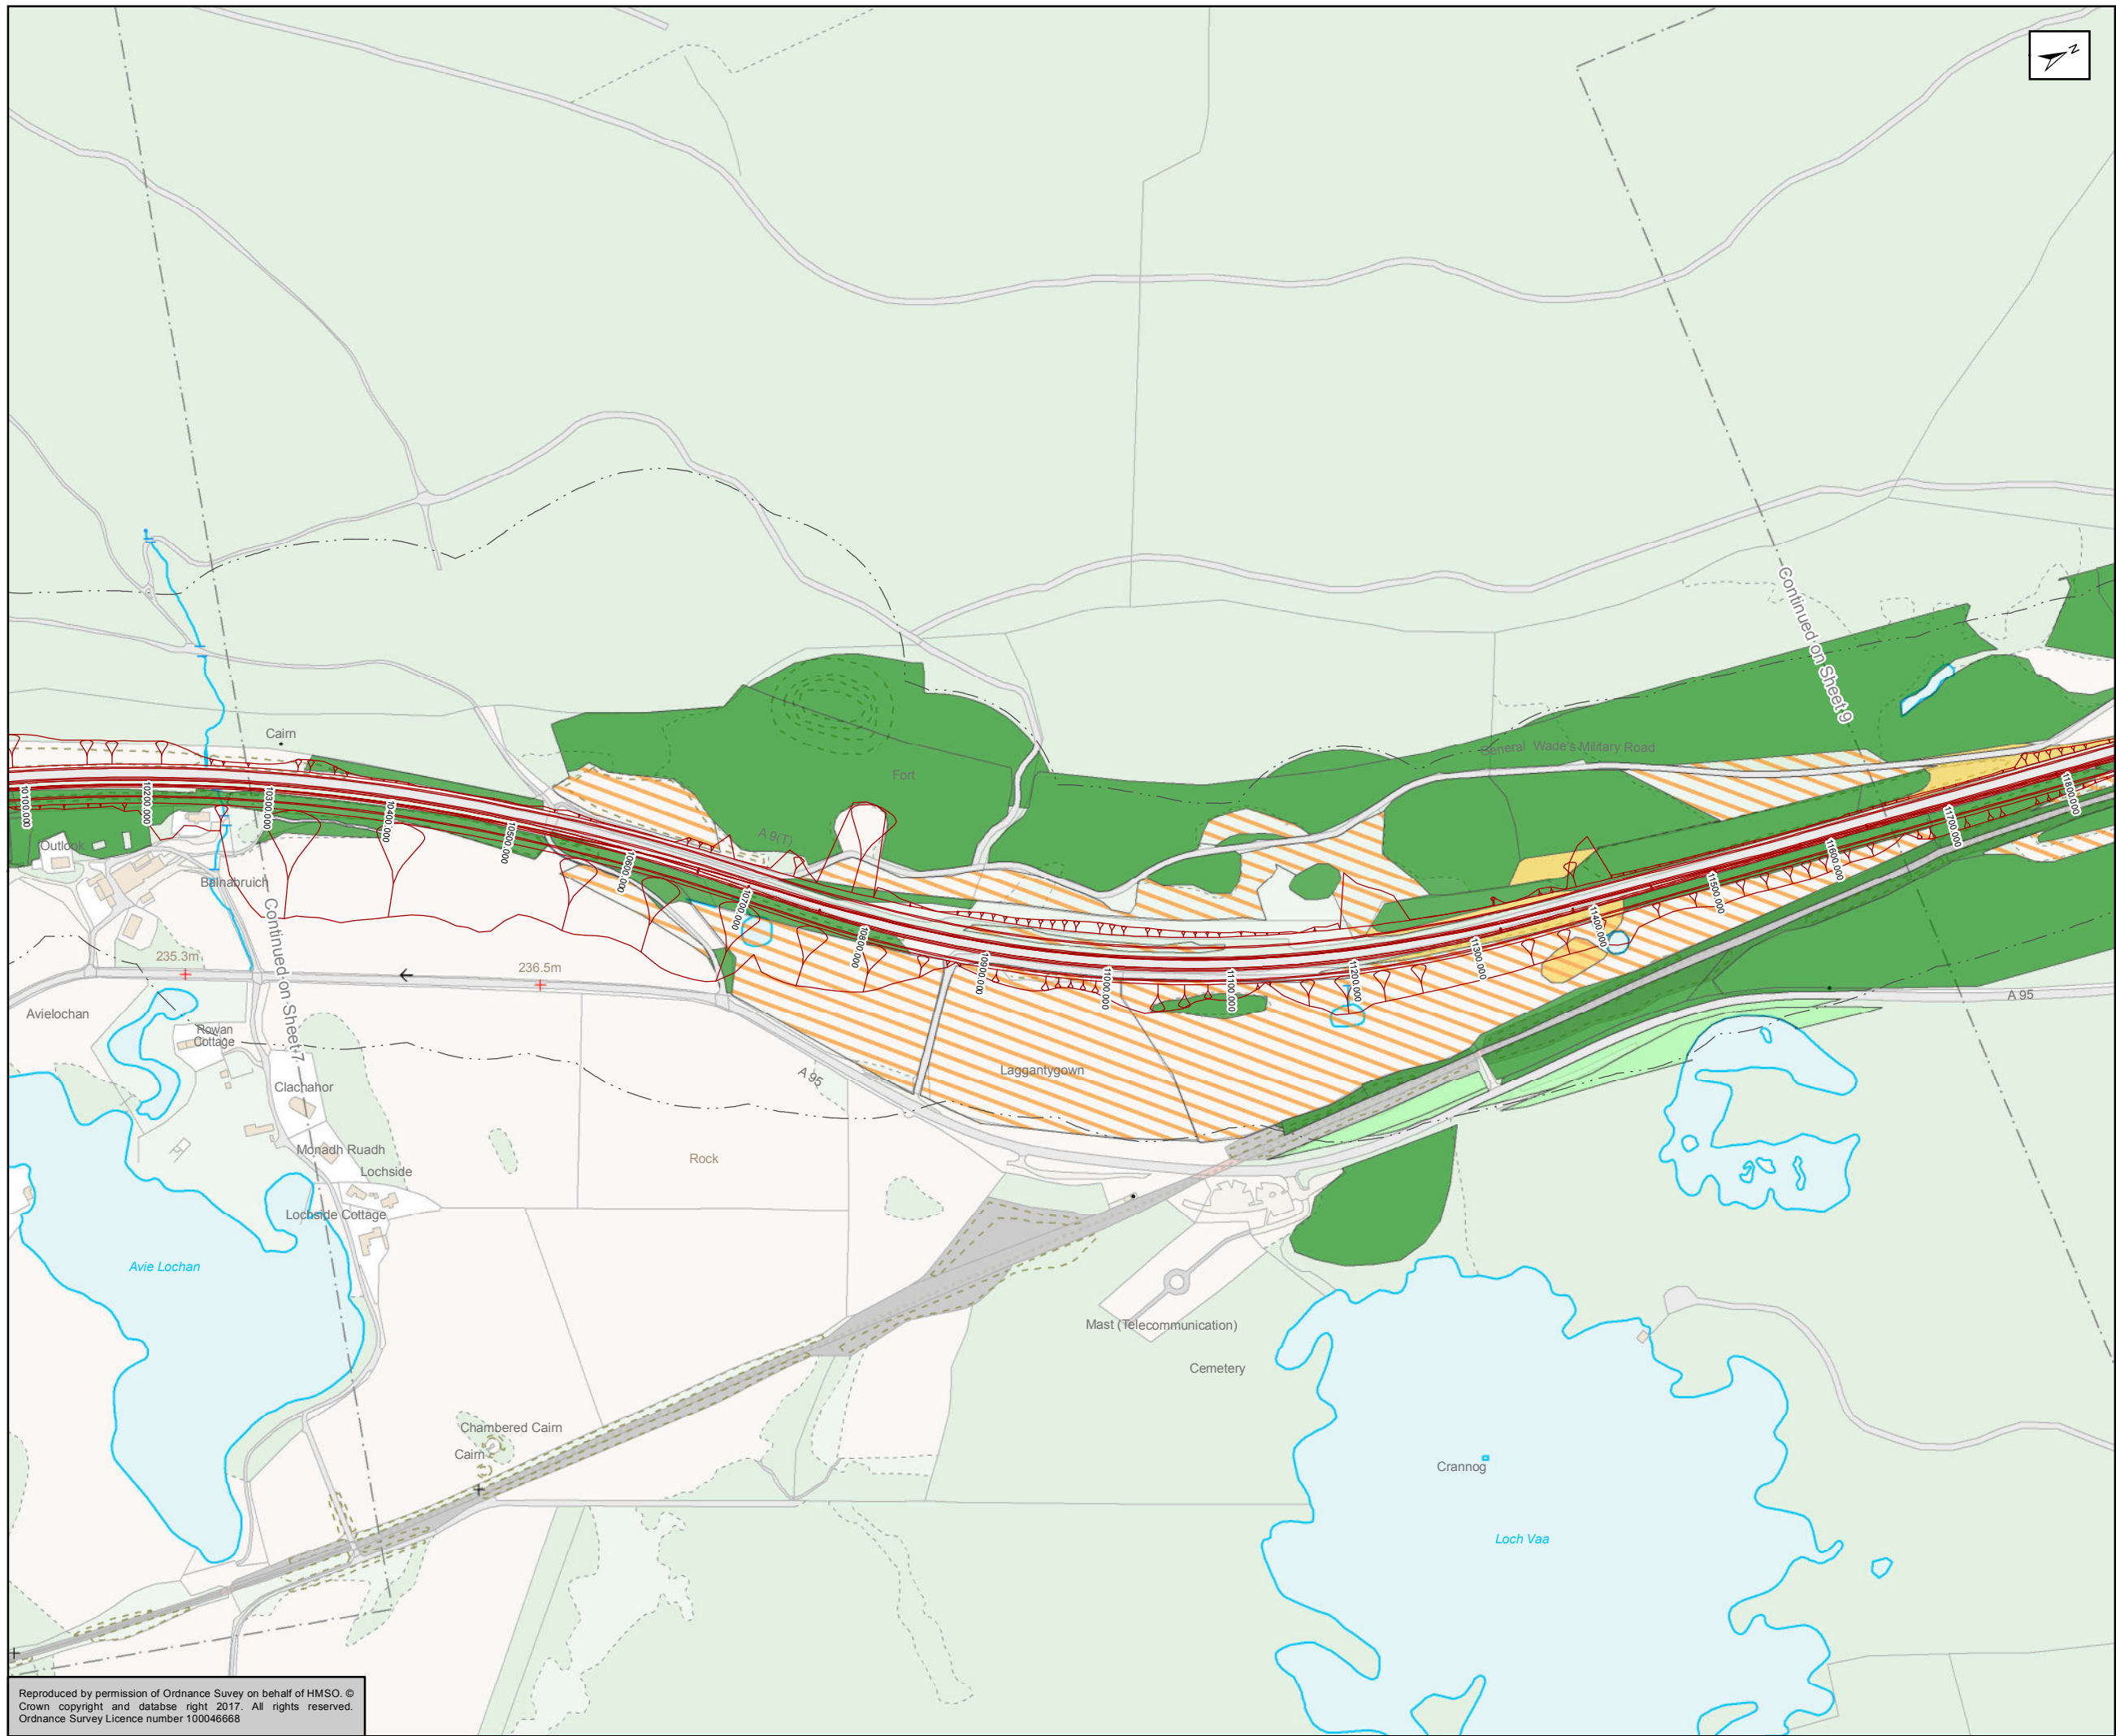 N
Continued on Sheet 9
Cairn
General Wade's Military Road
Fort
10100.000
10200.000
10300.000
10400.000
10500.000
10600.000
10700.000
10800.000
10900.000
11000.000
11100.000
11200.000
11300.000
11400.000
11500.000
11600.000
11700.000
11800.000
A 9(T)
Outlook
Balnabruich
Continued on Sheet 7
235.3m
236.5m
Avielochan
A 95
Rowan
Cottage
Laggantygown
A 95
Clachahor
Monadh Ruadh
Rock
Lochside
Lochside Cottage
Avie Lochan
Mast (Telecommunication)
Cemetery
Chambered Cairn
Cairn
Crannog
Loch Vaa
Reproduced by permission of Ordnance Suvey on behalf of HMSO. ©
Crown copyright and databse right 2017. All rights reserved.
Ordnance Survey Licence number 100046668